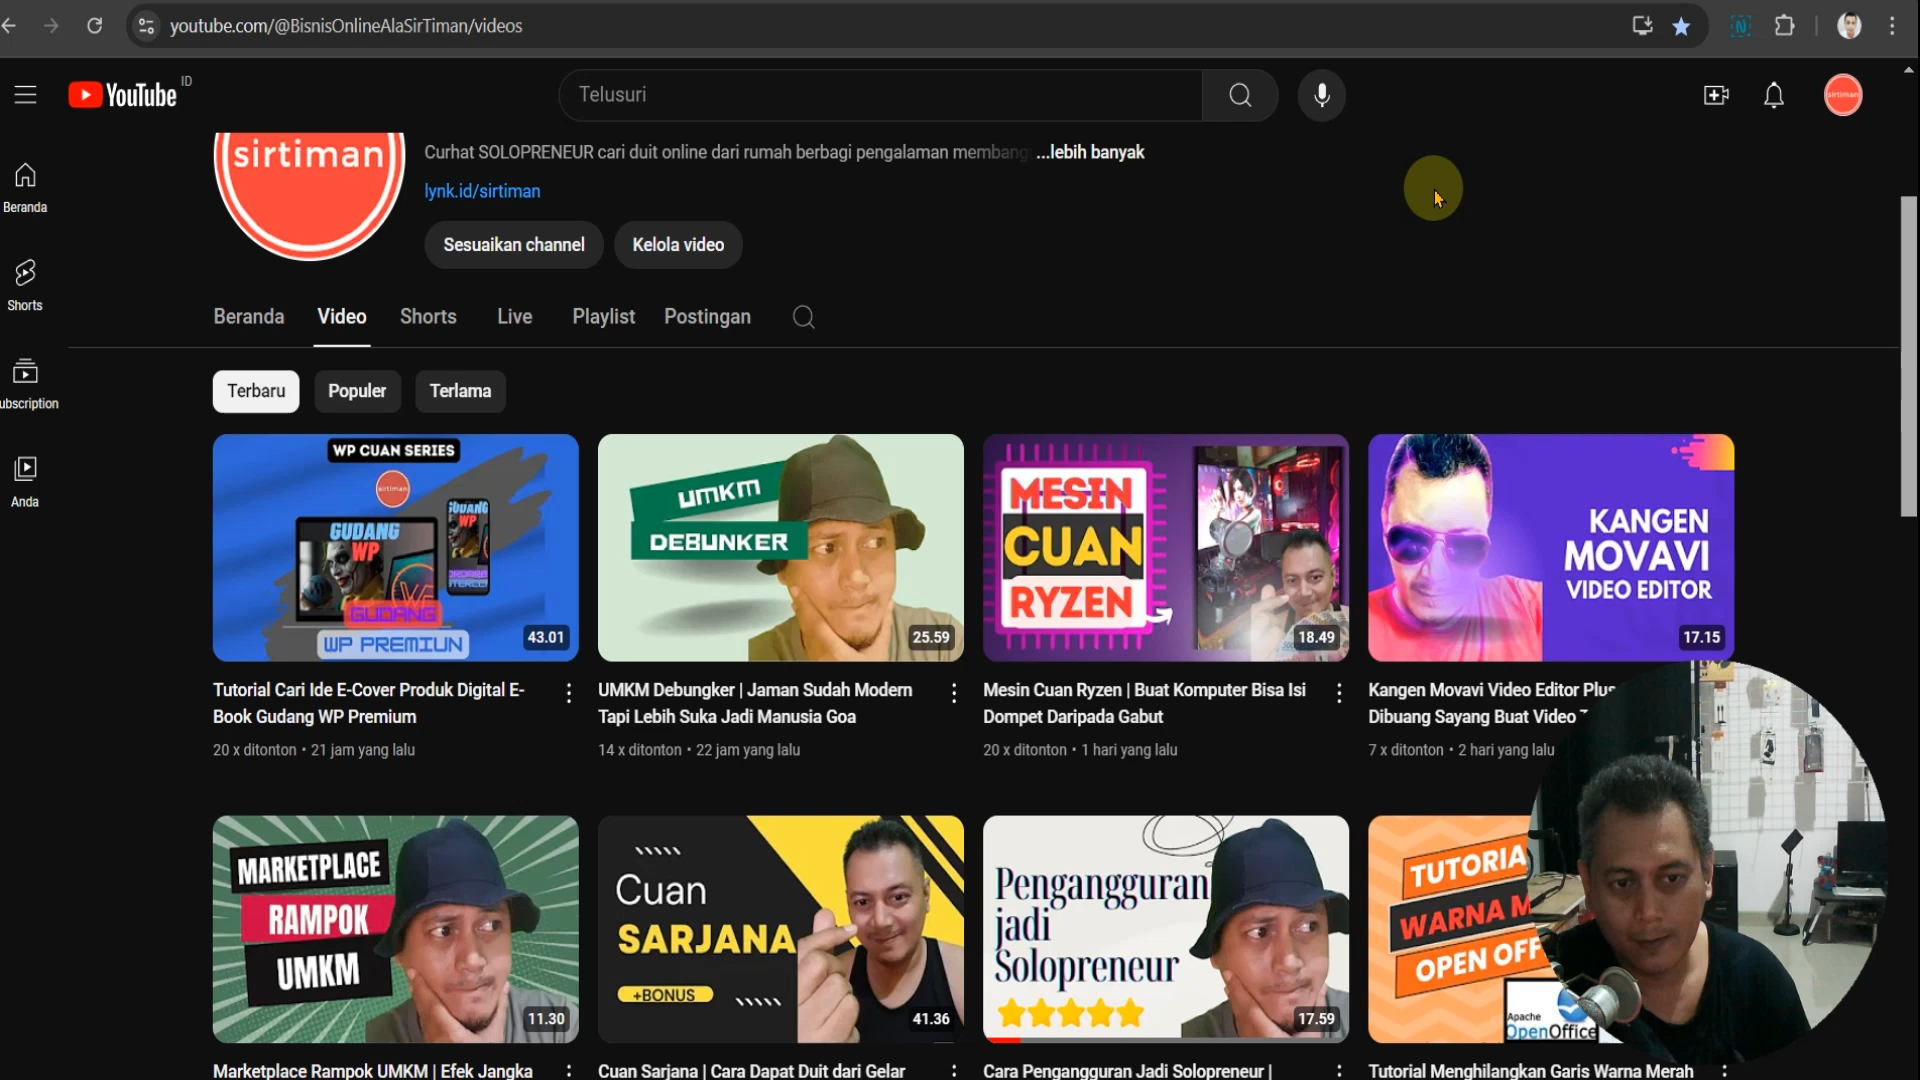 youtube.com/@BisnisOnlineAlaSirTiman/videos
YouTube ID
Telusuri
sirtiman
sirtiman
Curhat SOLOPRENEUR cari duit online dari rumah berbagi pengalaman membang ...lebih banyak
lynk.id/sirtiman
Sesuaikan channel
Kelola video
Beranda
Shorts
ubscription
Anda
Beranda
Video
Shorts
Live
Playlist
Postingan
Terbaru
Populer
Terlama
WP CUAN SERIES
sirtiman
GUDANG
WP
GUDANG
WP PREMIUN
43.01
UMKM
DEBUNKER
25.59
MESIN
CUAN
RYZEN
18.49
KANGEN
MOVAVI
VIDEO EDITOR
17.15
Tutorial Cari Ide E-Cover Produk Digital E-
Book Gudang WP Premium
20 x ditonton • 21 jam yang lalu
UMKM Debungker | Jaman Sudah Modern
Tapi Lebih Suka Jadi Manusia Goa
14 x ditonton • 22 jam yang lalu
Mesin Cuan Ryzen | Buat Komputer Bisa Isi
Dompet Daripada Gabut
20 x ditonton • 1 hari yang lalu
Kangen Movavi Video Editor Plus
Dibuang Sayang Buat Video
7 x ditonton • 2 hari yang lalu
MARKETPLACE
RAMPOK
UMKM
11.30
Cuan
SARJANA
+BONUS
41.36
Pengangguran
jadi
Solopreneur
17.59
TUTORIA
WARNA M
OPEN OFF
Apache
OpenOffice
Marketplace Rampok UMKM | Efek Jangka
Cuan Sarjana | Cara Dapat Duit dari Gelar
Cara Pengangguran Jadi Solopreneur |
Tutorial Menghilangkan Garis Warna Merah